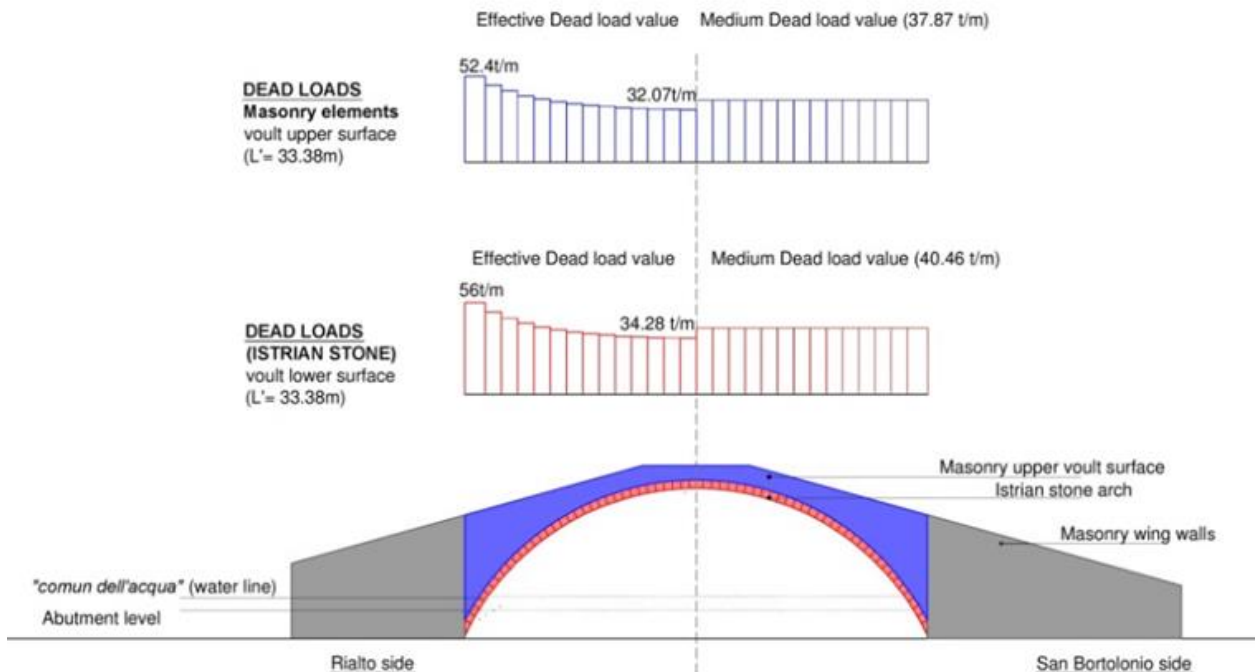 Effective Dead load value
Medium Dead load value (37.87 t/m)
52.4t/m
32.07t/m
DEAD LOADS
Masonry elements
voult upper surface
(L'= 33.38m)
Effective Dead load value
Medium Dead load value (40.46 t/m)
56t/m
34.28 t/m
DEAD LOADS
(ISTRIAN STONE)
voult lower surface
(L'= 33.38m)
Masonry upper voult surface
Istrian stone arch
Masonry wing walls
"comun dell'acqua" (water line)
Abutment level
Rialto side
San Bortolonio side